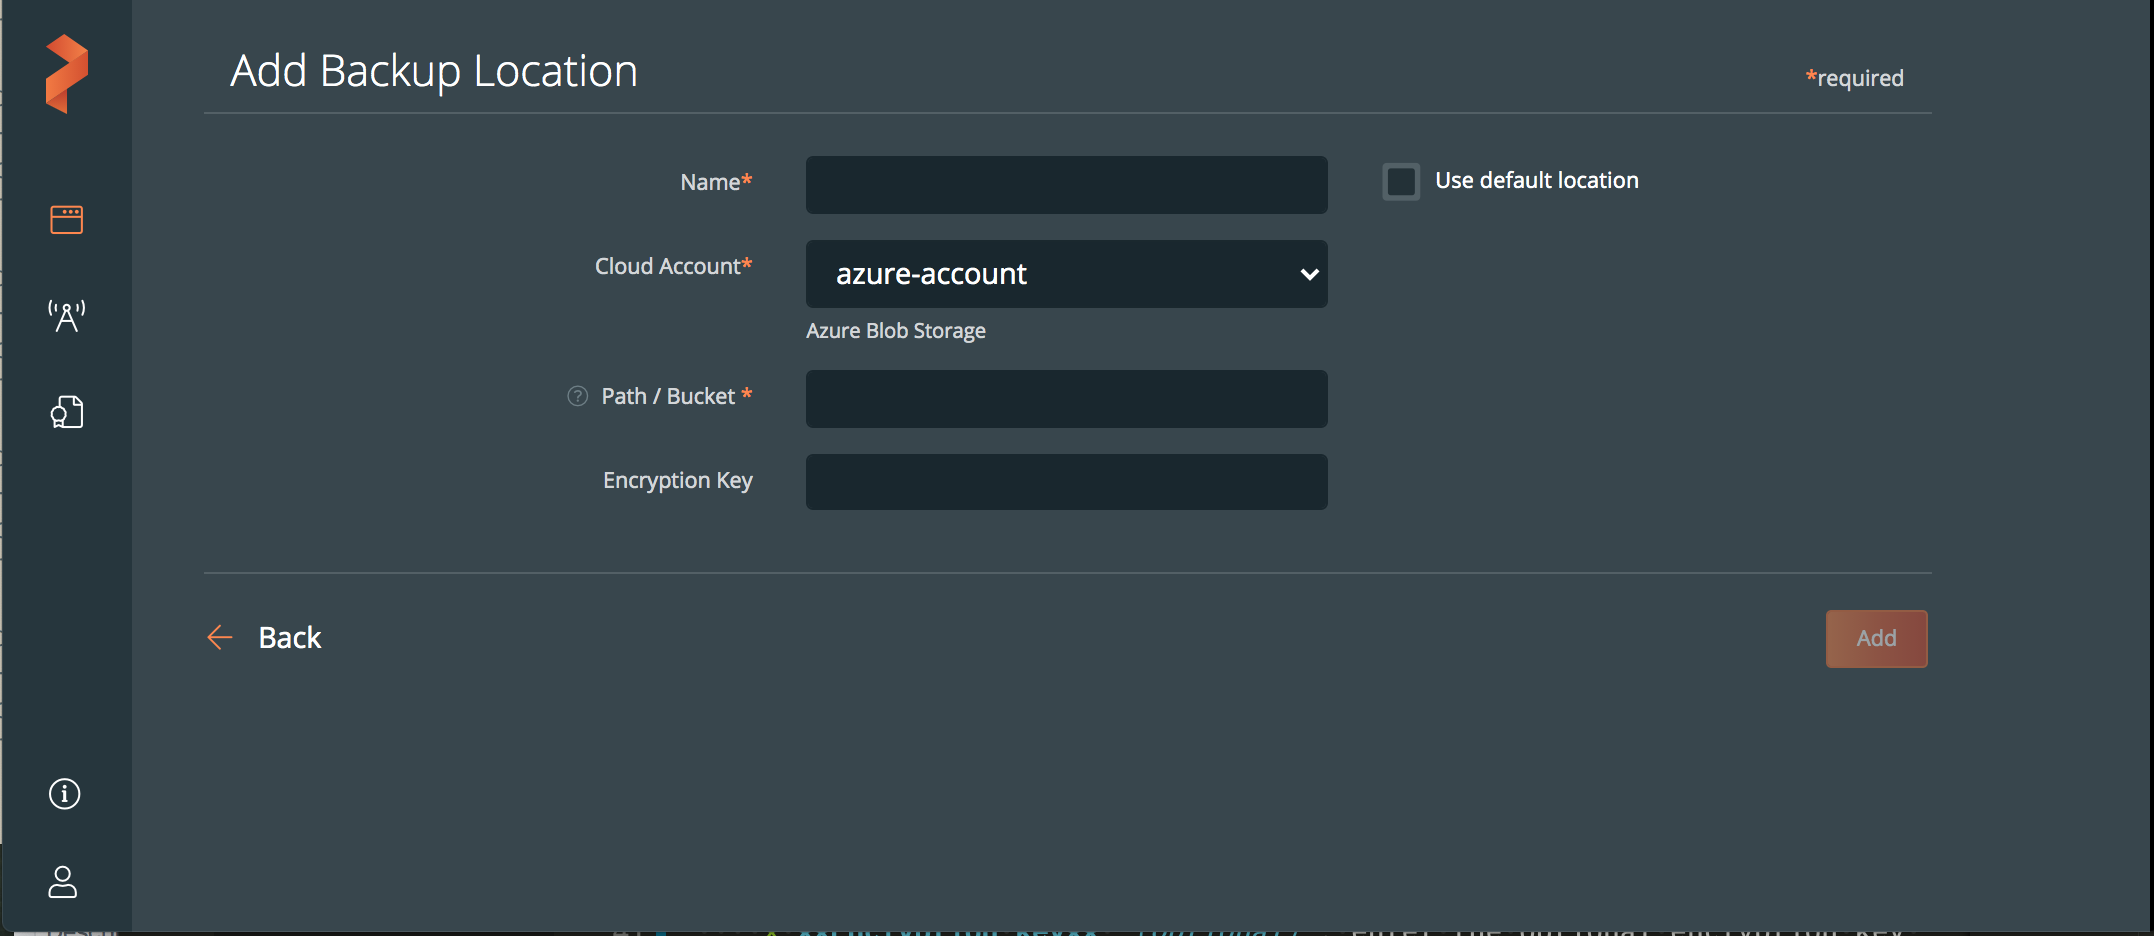 Add Backup Location
*required
Name*
Use default location
Cloud Account*
azure-account
Azure Blob Storage
? Path / Bucket *
Encryption Key
Back
Add